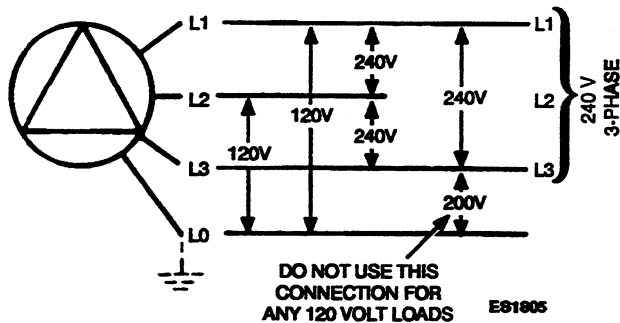 L1 L1
240V
L2 120V 240V L2
240V
120V
L3 L3
200V
L0
240 V
3-PHASE
DO NOT USE THIS
CONNECTION FOR
ANY 120 VOLT LOADS
ES1805